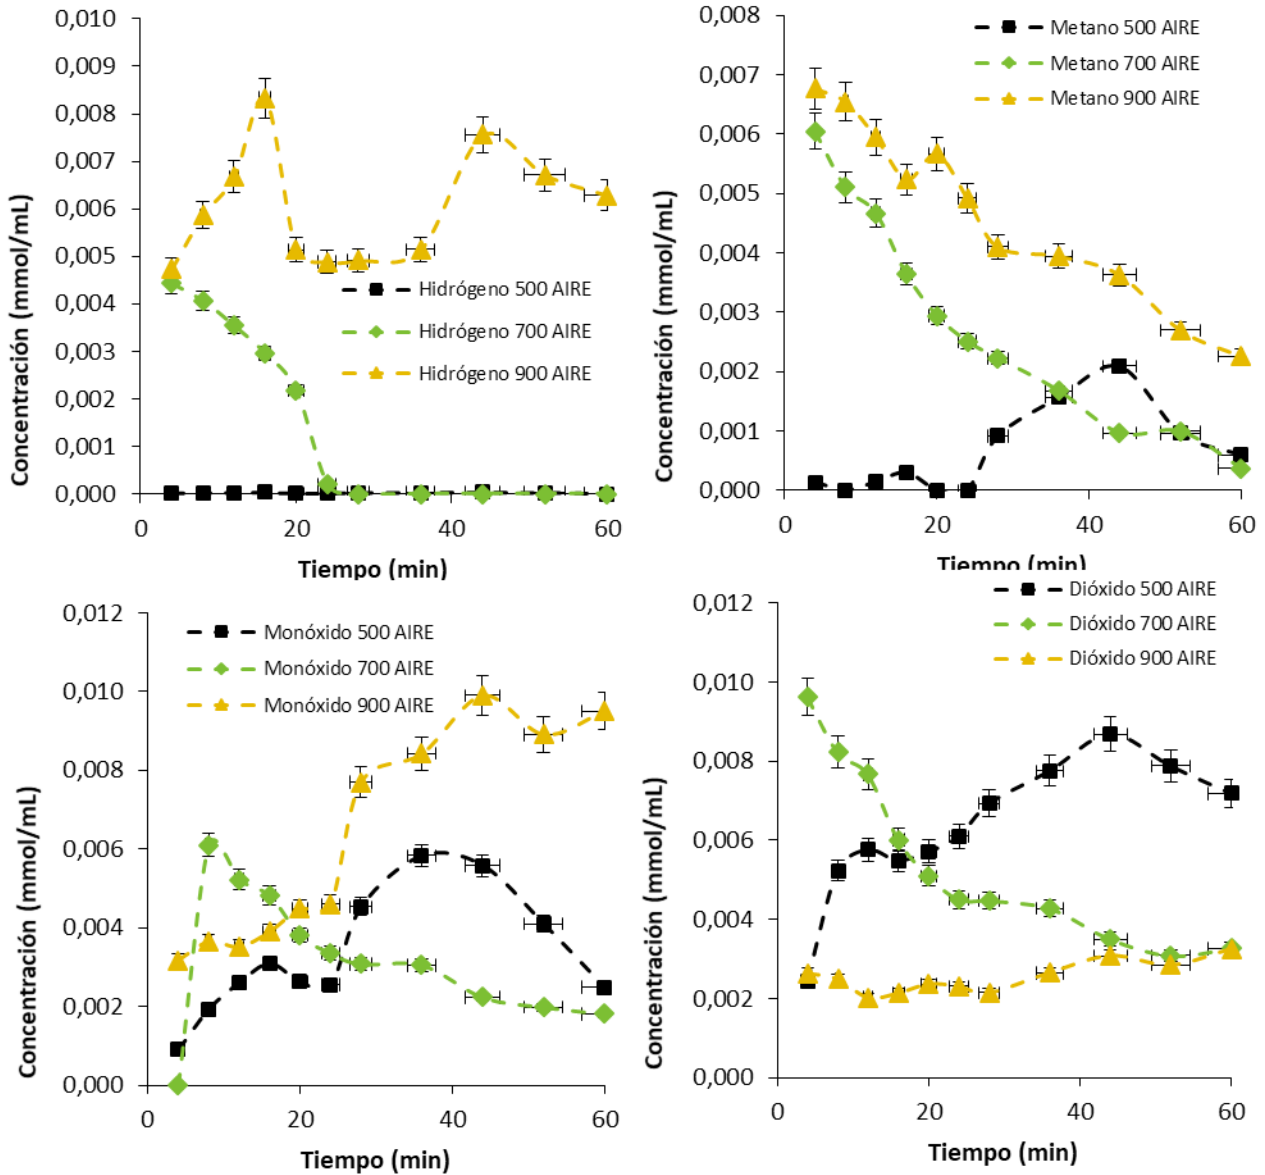 0,010
0,009
0,008
0,007
0,006
0,005
0,004
0,003
0,002
0,001
0,000
0
20
40
60
Concentración (mmol/mL)
Tiempo (min)
Hidrógeno 500 AIRE
Hidrógeno 700 AIRE
Hidrógeno 900 AIRE
0,008
0,007
0,006
0,005
0,004
0,003
0,002
0,001
0,000
0
20
40
60
Concentración (mmol/mL)
Tiempo (min)
Metano 500 AIRE
Metano 700 AIRE
Metano 900 AIRE
0,012
0,010
0,008
0,006
0,004
0,002
0,000
0
20
40
60
Concentración (mmol/mL)
Tiempo (min)
Monóxido 500 AIRE
Monóxido 700 AIRE
Monóxido 900 AIRE
0,012
0,010
0,008
0,006
0,004
0,002
0,000
0
20
40
60
Concentración (mmol/mL)
Tiempo (min)
Dióxido 500 AIRE
Dióxido 700 AIRE
Dióxido 900 AIRE